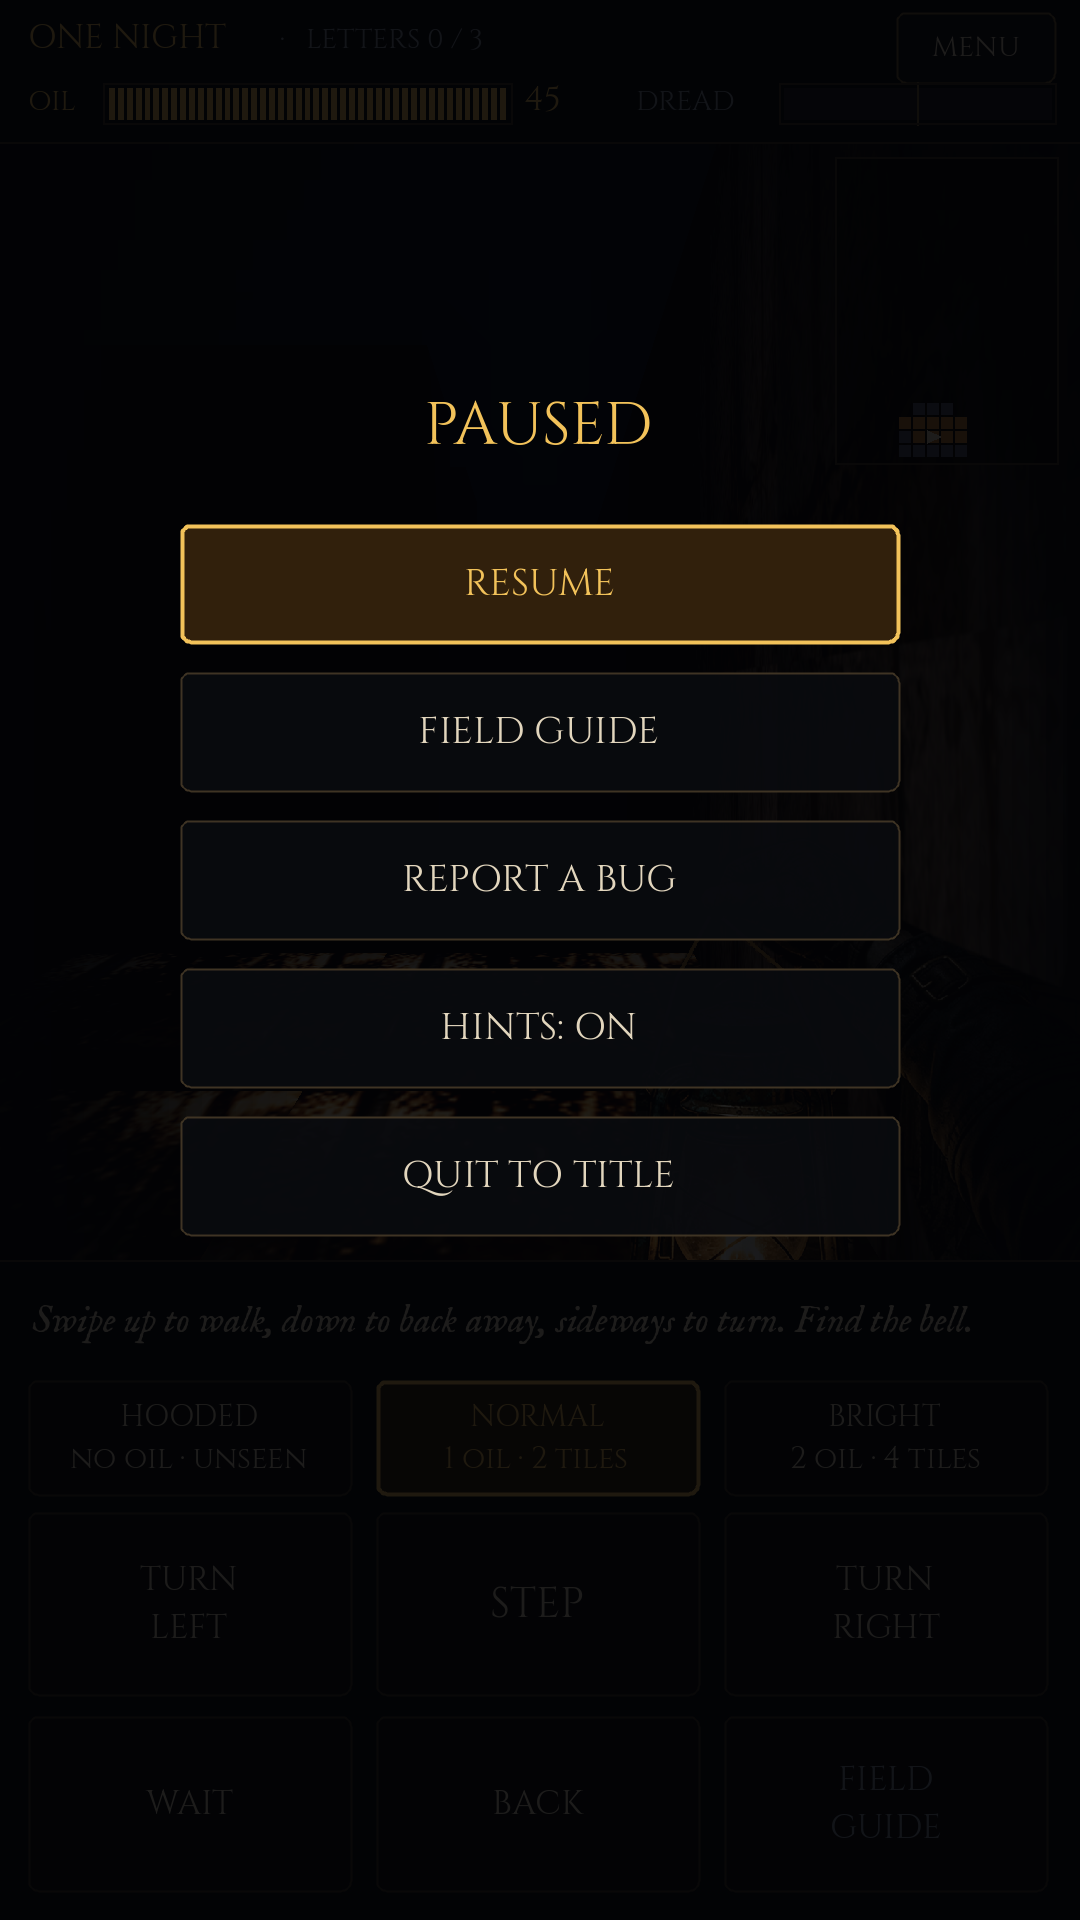 ONE NIGHT · LETTERS 0 / 3
MENU
OIL 45 DREAD
PAUSED
RESUME
FIELD GUIDE
REPORT A BUG
HINTS: ON
QUIT TO TITLE
Swipe up to walk, down to back away, sideways to turn. Find the bell.
HOODED
NO OIL · UNSEEN
NORMAL
1 OIL · 2 TILES
BRIGHT
2 OIL · 4 TILES
TURN
LEFT
STEP
TURN
RIGHT
WAIT
BACK
FIELD
GUIDE